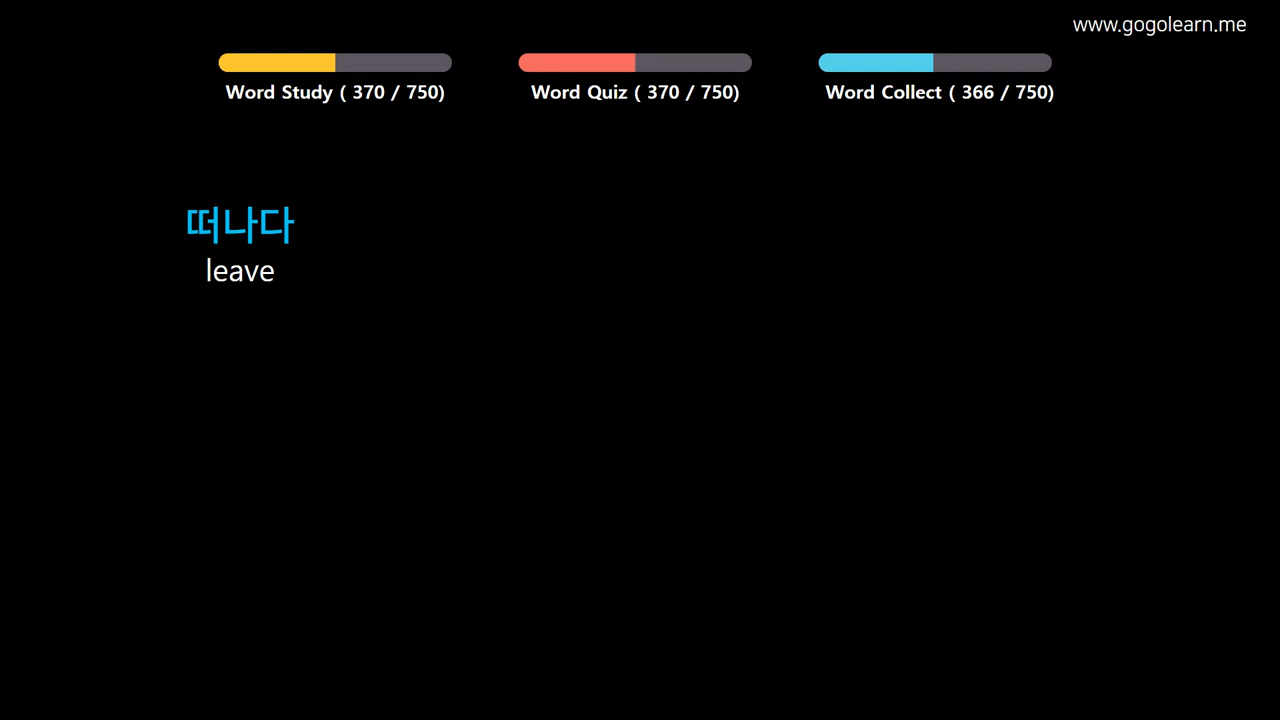 www.gogolearn.me
Word Study ( 370 / 750)
Word Quiz ( 370 / 750)
Word Collect ( 366 / 750)
떠나다
leave